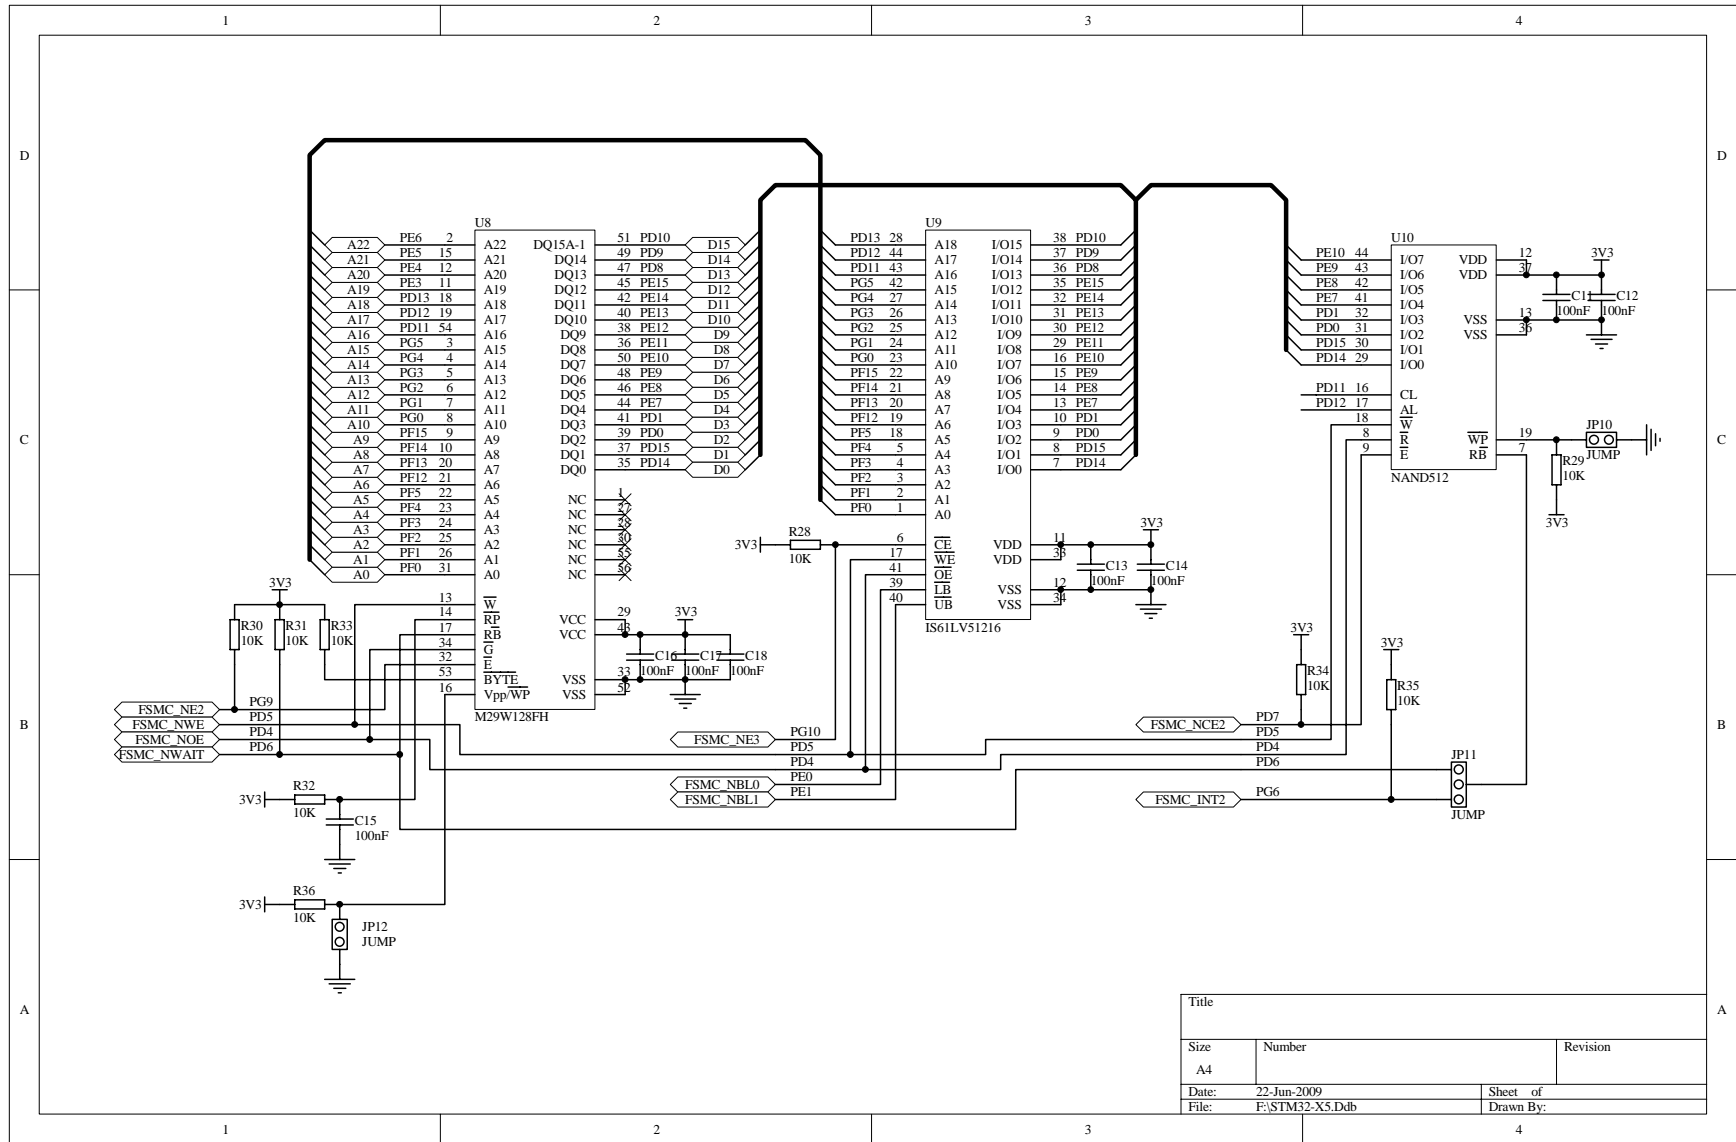 1 2 3 4
D D
C C
B B
A A
U8
A22 PE6 2 A22 DQ15A-1 51 PD10 D15
A21 PE5 15 A21 DQ14 49 PD9 D14
A20 PE4 12 A20 DQ13 47 PD8 D13
A19 PE3 11 A19 DQ12 45 PE15 D12
A18 PD13 18 A18 DQ11 42 PE14 D11
A17 PD12 19 A17 DQ10 40 PE13 D10
A16 PD11 54 A16 DQ9 38 PE12 D9
A15 PG5 3 A15 DQ8 36 PE11 D8
A14 PG4 4 A14 DQ7 50 PE10 D7
A13 PG3 5 A13 DQ6 48 PE9 D6
A12 PG2 6 A12 DQ5 46 PE8 D5
A11 PG1 7 A11 DQ4 44 PE7 D4
A10 PG0 8 A10 DQ3 41 PD1 D3
A9 PF15 9 A9 DQ2 39 PD0 D2
A8 PF14 10 A8 DQ1 37 PD15 D1
A7 PF13 20 A7 DQ0 35 PD14 D0
A6 PF12 21 A6
A5 PF5 22 A5 NC 1
A4 PF4 23 A4 NC 27
A3 PF3 24 A3 NC 28
A2 PF2 25 A2 NC 30
A1 PF1 26 A1 NC 55
A0 PF0 31 A0 NC 56
13 W
14 RP VCC 29
17 RB VCC 43
34 G
32 E
53 BYTE VSS 33
16 Vpp/WP VSS 52
M29W128FH
3V3
C16 C17 C18
100nF 100nF 100nF
3V3
R30 R31 R33
10K 10K 10K
FSMC_NE2 PG9
FSMC_NWE PD5
FSMC_NOE PD4
FSMC_NWAIT PD6
3V3 R32
10K
C15
100nF
3V3 R36
10K
JP12
JUMP
U9
PD13 28 A18 I/O15 38 PD10
PD12 44 A17 I/O14 37 PD9
PD11 43 A16 I/O13 36 PD8
PG5 42 A15 I/O12 35 PE15
PG4 27 A14 I/O11 32 PE14
PG3 26 A13 I/O10 31 PE13
PG2 25 A12 I/O9 30 PE12
PG1 24 A11 I/O8 29 PE11
PG0 23 A10 I/O7 16 PE10
PF15 22 A9 I/O6 15 PE9
PF14 21 A8 I/O5 14 PE8
PF13 20 A7 I/O4 13 PE7
PF12 19 A6 I/O3 10 PD1
PF5 18 A5 I/O2 9 PD0
PF4 5 A4 I/O1 8 PD15
PF3 4 A3 I/O0 7 PD14
PF2 3 A2
PF1 2 A1
PF0 1 A0
6 CE VDD 11
17 WE VDD 33
41 OE
39 LB VSS 12
40 UB VSS 34
IS61LV51216
3V3 R28
10K
3V3
C13 C14
100nF 100nF
FSMC_NE3 PG10
PD5
PD4
FSMC_NBL0 PE0
FSMC_NBL1 PE1
U10
PE10 44 I/O7 VDD 12
PE9 43 I/O6 VDD 37
PE8 42 I/O5
PE7 41 I/O4
PD1 32 I/O3 VSS 13
PD0 31 I/O2 VSS 36
PD15 30 I/O1
PD14 29 I/O0
PD11 16 CL
PD12 17 AL
18 W
8 R WP 19
9 E RB 7
NAND512
3V3
C11 C12
100nF 100nF
JP10
JUMP
R29
10K
3V3
3V3
R34
10K
3V3
R35
10K
FSMC_NCE2 PD7
PD5
PD4
PD6
FSMC_INT2 PG6
JP11
JUMP
Title
Size Number Revision
A4
Date: 22-Jun-2009 Sheet of
File: F:\STM32-X5.Ddb Drawn By:
1 2 3 4